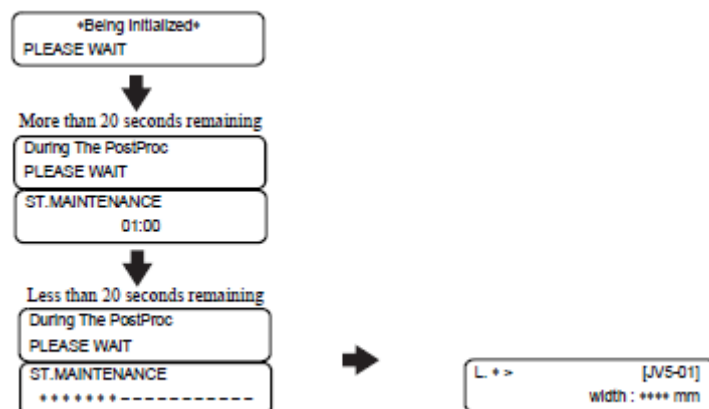 *Being Initialized*
PLEASE WAIT
More than 20 seconds remaining
During The PostProc
PLEASE WAIT
ST.MAINTENANCE
01:00
Less than 20 seconds remaining
During The PostProc
PLEASE WAIT
ST.MAINTENANCE
*******-----------
L. * > [JV5-01]
width : **** mm